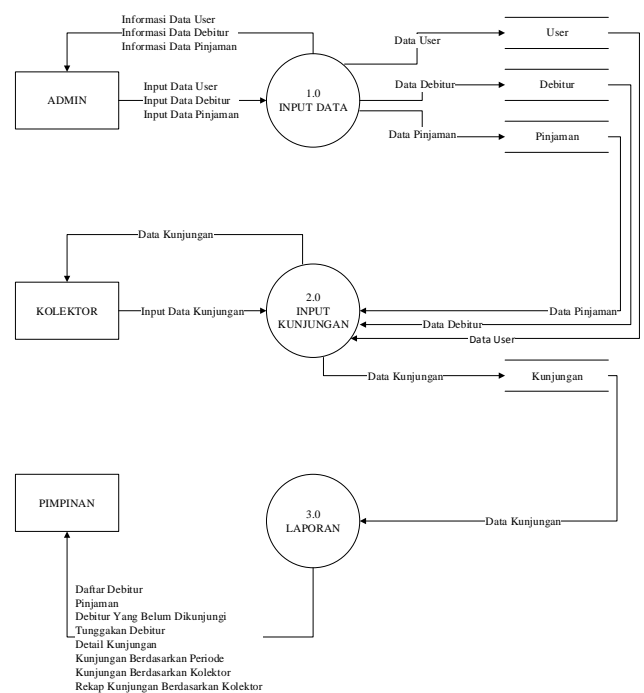 Informasi Data User
Informasi Data Debitur
Informasi Data Pinjaman
Data User
User
ADMIN
Input Data User
Input Data Debitur
Input Data Pinjaman
1.0
INPUT DATA
Data Debitur
Debitur
Data Pinjaman
Pinjaman
Data Kunjungan
KOLEKTOR
Input Data Kunjungan
2.0
INPUT
KUNJUNGAN
Data Pinjaman
Data Debitur
Data User
Data Kunjungan
Kunjungan
PIMPINAN
3.0
LAPORAN
Data Kunjungan
Daftar Debitur
Pinjaman
Debitur Yang Belum Dikunjungi
Tunggakan Debitur
Detail Kunjungan
Kunjungan Berdasarkan Periode
Kunjungan Berdasarkan Kolektor
Rekap Kunjungan Berdasarkan Kolektor